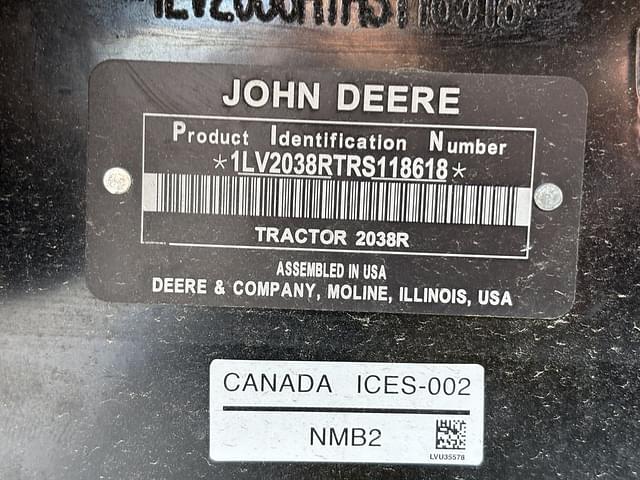 JOHN DEERE
Product Identification Number
*1LV2038RTRS118618*
TRACTOR 2038R
ASSEMBLED IN USA
DEERE & COMPANY, MOLINE, ILLINOIS, USA
CANADA ICES-002
NMB2
LVU35578